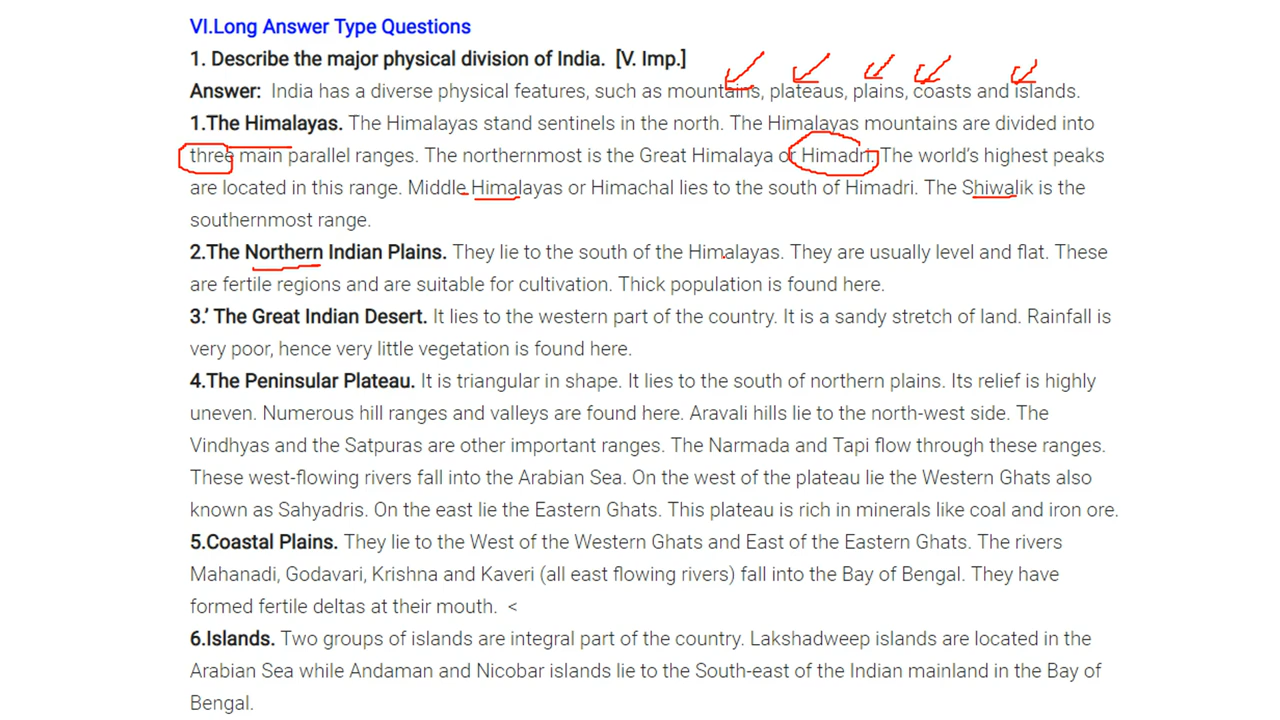 VI.Long Answer Type Questions
1. Describe the major physical division of India.  [V. Imp.]
Answer:  India has a diverse physical features, such as mountains, plateaus, plains, coasts and islands.
1.The Himalayas. The Himalayas stand sentinels in the north. The Himalayas mountains are divided into
three main parallel ranges. The northernmost is the Great Himalaya or Himadri. The world's highest peaks
are located in this range. Middle Himalayas or Himachal lies to the south of Himadri. The Shiwalik is the
southernmost range.
2.The Northern Indian Plains. They lie to the south of the Himalayas. They are usually level and flat. These
are fertile regions and are suitable for cultivation. Thick population is found here.
3.’ The Great Indian Desert. It lies to the western part of the country. It is a sandy stretch of land. Rainfall is
very poor, hence very little vegetation is found here.
4.The Peninsular Plateau. It is triangular in shape. It lies to the south of northern plains. Its relief is highly
uneven. Numerous hill ranges and valleys are found here. Aravali hills lie to the north-west side. The
Vindhyas and the Satpuras are other important ranges. The Narmada and Tapi flow through these ranges.
These west-flowing rivers fall into the Arabian Sea. On the west of the plateau lie the Western Ghats also
known as Sahyadris. On the east lie the Eastern Ghats. This plateau is rich in minerals like coal and iron ore.
5.Coastal Plains. They lie to the West of the Western Ghats and East of the Eastern Ghats. The rivers
Mahanadi, Godavari, Krishna and Kaveri (all east flowing rivers) fall into the Bay of Bengal. They have
formed fertile deltas at their mouth.  <
6.Islands. Two groups of islands are integral part of the country. Lakshadweep islands are located in the
Arabian Sea while Andaman and Nicobar islands lie to the South-east of the Indian mainland in the Bay of
Bengal.